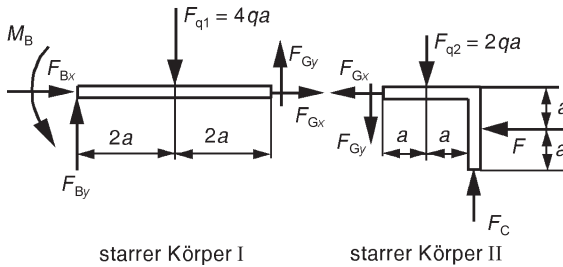 M_B
F_Bx
F_q1 = 4qa
F_Gy
F_Gx
2a
2a
F_By
starrer Körper I
F_Gx
F_q2 = 2qa
F_Gy
a
a
a
F
a
F_C
starrer Körper II